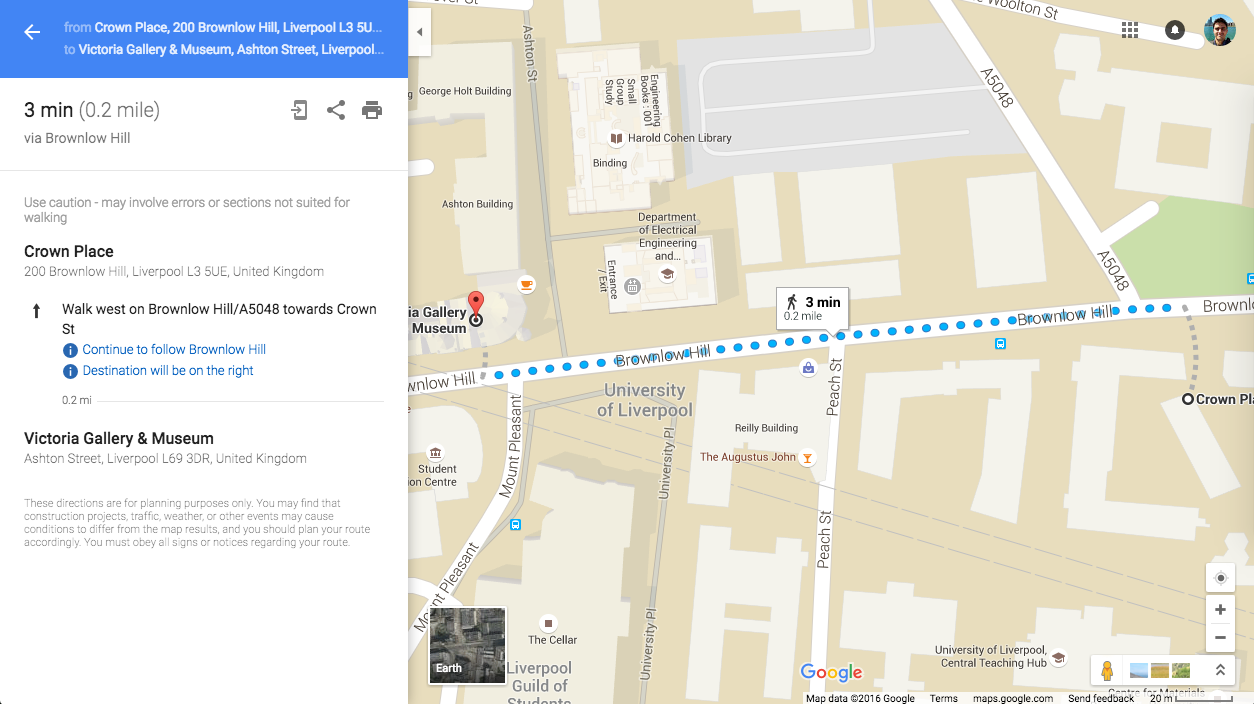 from Crown Place, 200 Brownlow Hill, Liverpool L3 5U...
to Victoria Gallery & Museum, Ashton Street, Liverpool...
3 min (0.2 mile)
via Brownlow Hill
Use caution - may involve errors or sections not suited for
walking
Crown Place
200 Brownlow Hill, Liverpool L3 5UE, United Kingdom
Walk west on Brownlow Hill/A5048 towards Crown
St
Continue to follow Brownlow Hill
Destination will be on the right
0.2 mi
Victoria Gallery & Museum
Ashton Street, Liverpool L69 3DR, United Kingdom
These directions are for planning purposes only. You may find that
construction projects, traffic, weather, or other events may cause
conditions to differ from the map results, and you should plan your route
accordingly. You must obey all signs or notices regarding your route.
Woolton St
Ashton St
George Holt Building
Small
Group
Study
Engineering
Books : 001
A5048
Harold Cohen Library
Binding
Ashton Building
Department
of Electrical
Engineering
and...
Entrance
/ Exit
A5048
ia Gallery
Museum
3 min
0.2 mile
Brownlow Hill
Brownlo
Brownlow Hill
wnlow Hill
University
of Liverpool
Peach St
Crown Pla
Mount Pleasant
Reilly Building
University Pl
The Augustus John
Student
on Centre
Peach St
Mount Pleasant
University Pl
The Cellar
Earth
Liverpool
Guild of
Students
University of Liverpool,
Central Teaching Hub
Google
Centre for Materials
Map data ©2016 Google
Terms
maps.google.com
Send feedback
20 m